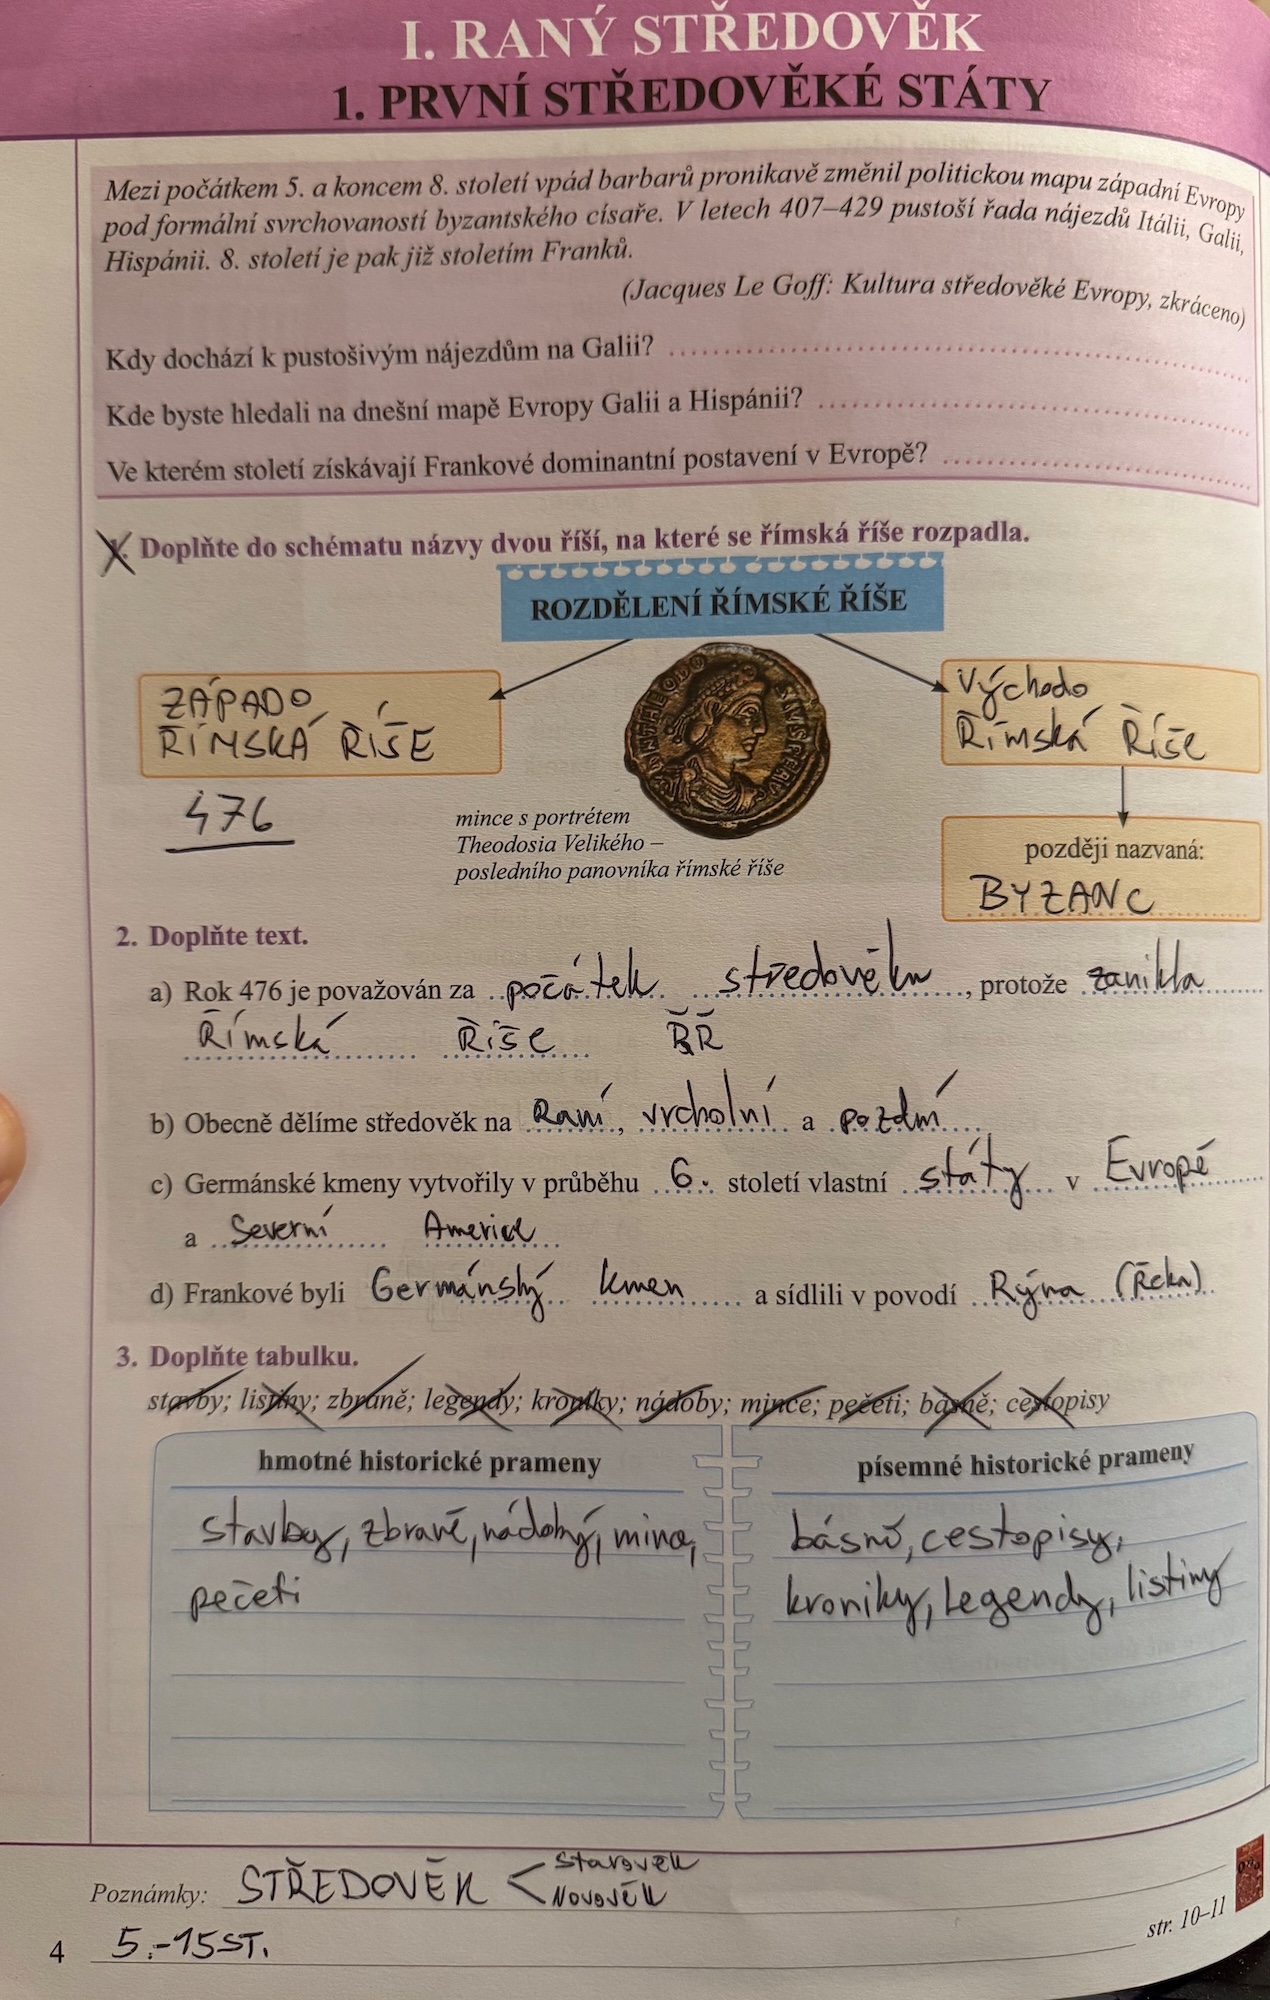 I. RANÝ STŘEDOVĚK
1. PRVNÍ STŘEDOVĚKÉ STÁTY
Mezi počátkem 5. a koncem 8. století vpád barbarů pronikavě změnil politickou mapu západní Evropy
pod formální svrchovaností byzantského císaře. V letech 407–429 pustoší řada nájezdů Itálii, Galii,
Hispánii. 8. století je pak již stoletím Franků.
(Jacques Le Goff: Kultura středověké Evropy, zkráceno)
Kdy dochází k pustošivým nájezdům na Galii?
Kde byste hledali na dnešní mapě Evropy Galii a Hispánii?
Ve kterém století získávají Frankové dominantní postavení v Evropě?
1. Doplňte do schématu názvy dvou říší, na které se římská říše rozpadla.
ROZDĚLENÍ ŘÍMSKÉ ŘÍŠE
ZÁPADO
ŘÍMSKÁ ŘÍŠE
476
Východo
Římská Říše
mince s portrétem
Theodosia Velikého –
posledního panovníka římské říše
později nazvaná:
BYZANC
2. Doplňte text.
a) Rok 476 je považován za počátek středověku, protože zanikla
Římská Říše
b) Obecně dělíme středověk na Raní, vrcholní a pozdní
c) Germánské kmeny vytvořily v průběhu 6. století vlastní státy v Evropě
a Severní Americe
d) Frankové byli Germánský kmen a sídlili v povodí Rýna (Řeka)
3. Doplňte tabulku.
stavby; listiny; zbraně; legendy; kroniky; nádoby; mince; pečeti; básně; cestopisy
hmotné historické prameny
stavby, zbraně, nádobý, mince,
pečeti
písemné historické prameny
básně, cestopisy,
kroniky, legendy, listiny
Poznámky: STŘEDOVĚK < starověk
Novověk
str. 10–11
4 5.-15ST.